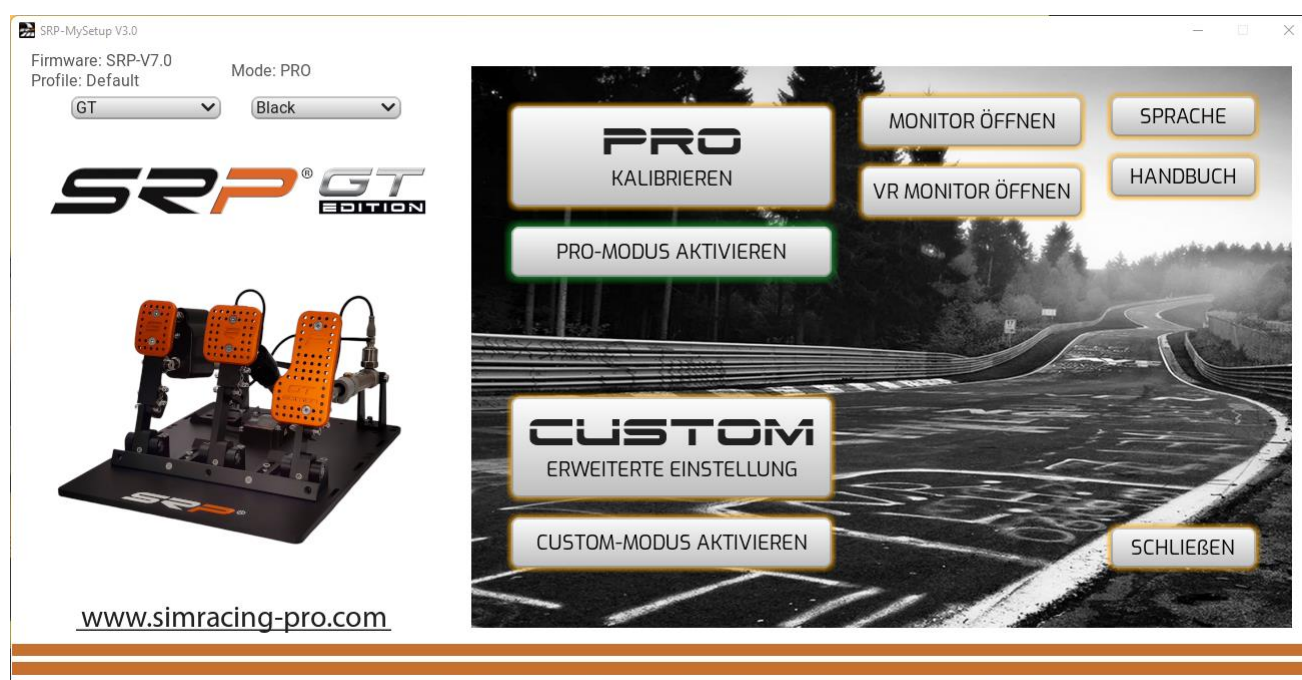 SRP-MySetup V3.0
Firmware: SRP-V7.0
Profile: Default
Mode: PRO
GT
Black
SRP® GT
EDITION
PRO
KALIBRIEREN
PRO-MODUS AKTIVIEREN
MONITOR ÖFFNEN
VR MONITOR ÖFFNEN
SPRACHE
HANDBUCH
CUSTOM
ERWEITERTE EINSTELLUNG
CUSTOM-MODUS AKTIVIEREN
SCHLIEßEN
SRP®
www.simracing-pro.com